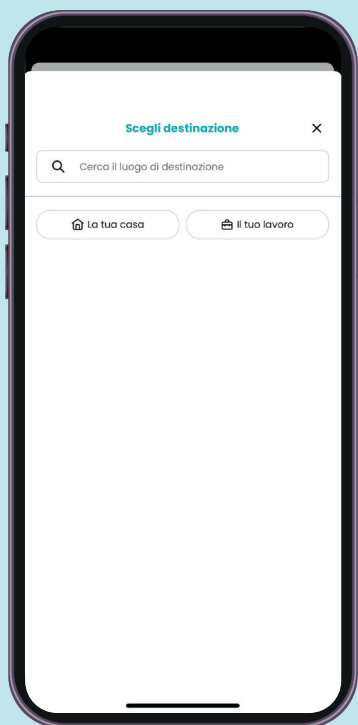 Scegli destinazione
Cerca il luogo di destinazione
La tua casa
Il tuo lavoro